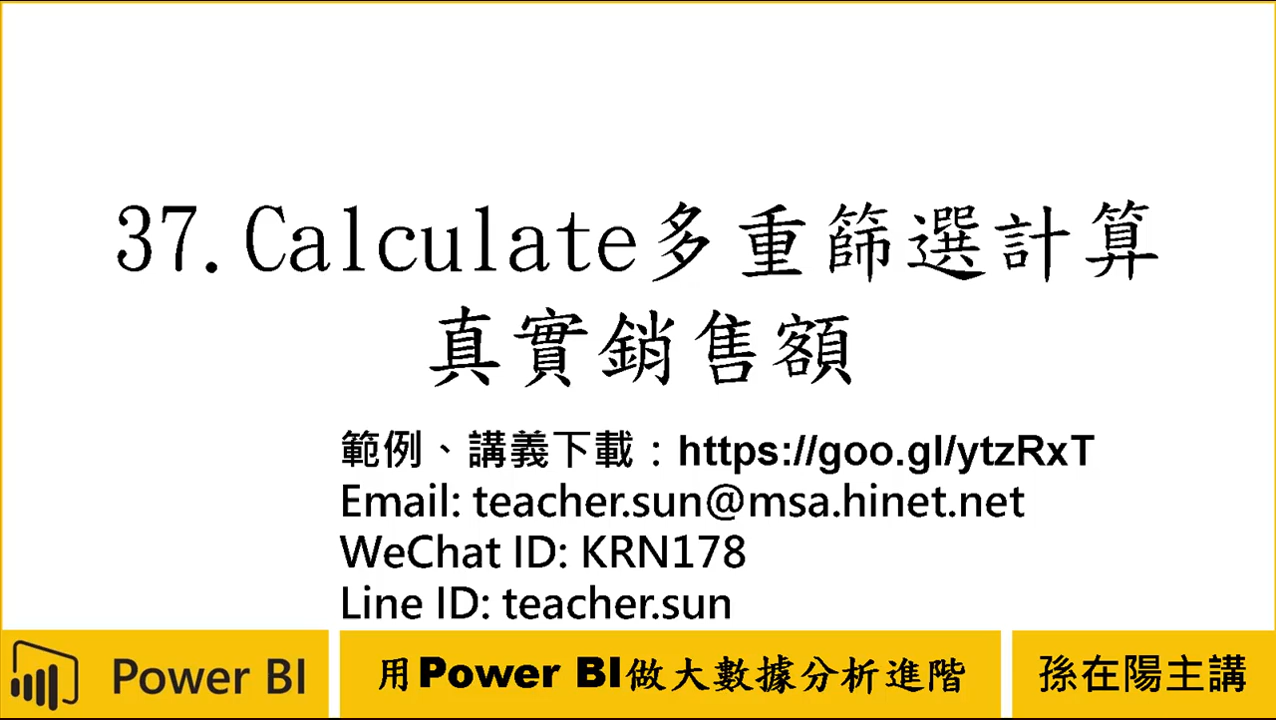 37.Calculate多重篩選計算
真實銷售額
範例、講義下載：https://goo.gl/ytzRxT
Email: teacher.sun@msa.hinet.net
WeChat ID: KRN178
Line ID: teacher.sun
Power BI
用Power BI做大數據分析進階
孫在陽主講